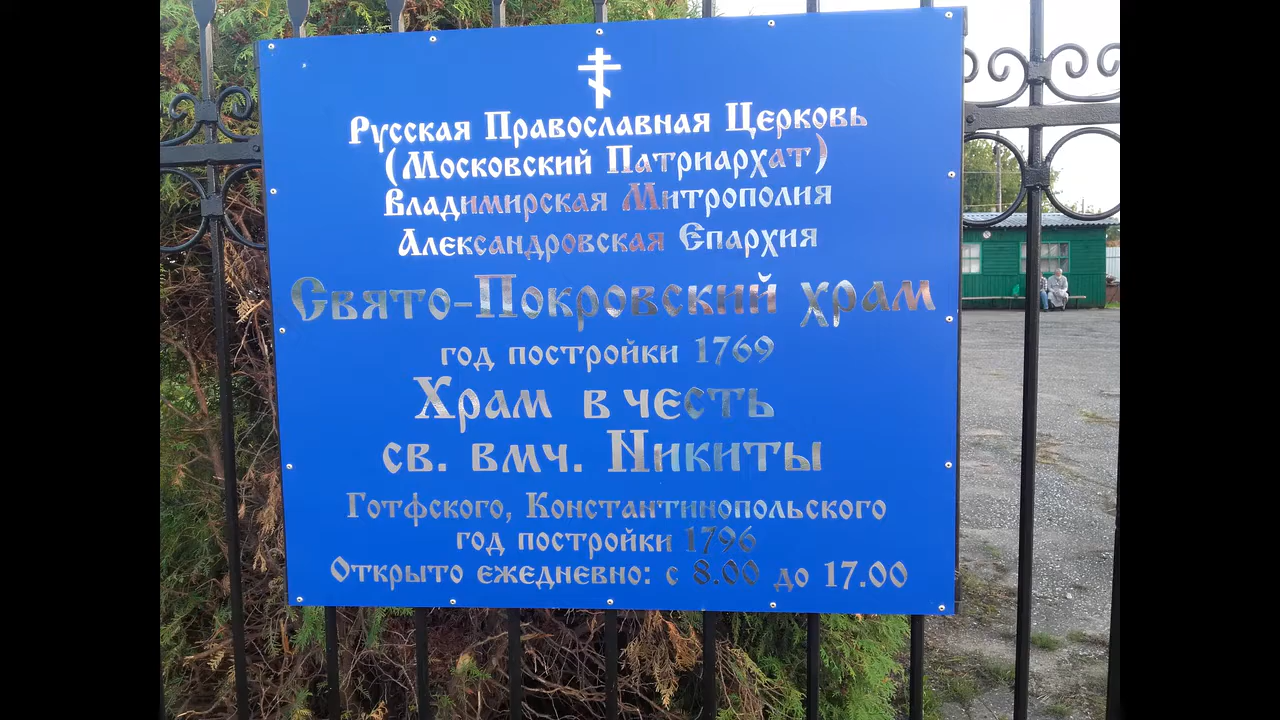 Русская Православная Церковь
(Московский Патриархат)
Владимирская Митрополия
Александровская Епархия
Свято-Покровский храм
год постройки 1769
Храм в честь
св. вмч. Никиты
Готфского, Константинопольского
год постройки 1796
Открыто ежедневно: с 8.00 до 17.00